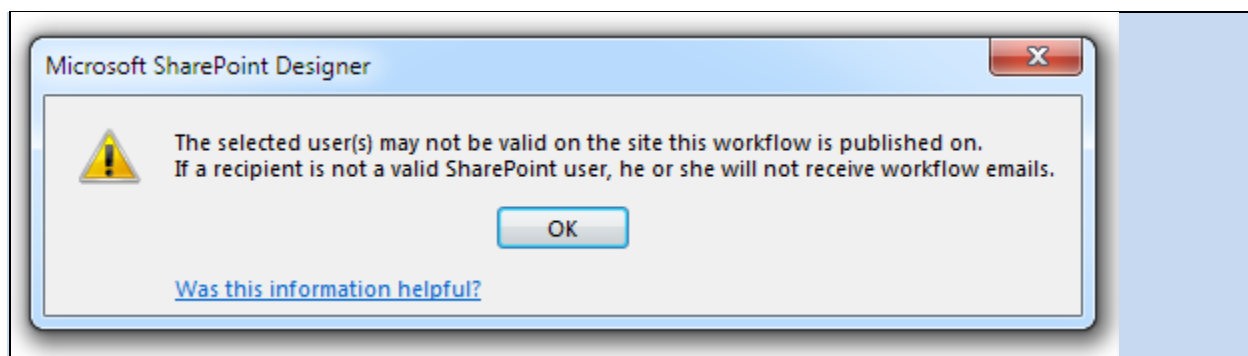 Microsoft SharePoint Designer
The selected user(s) may not be valid on the site this workflow is published on.
If a recipient is not a valid SharePoint user, he or she will not receive workflow emails.
OK
Was this information helpful?